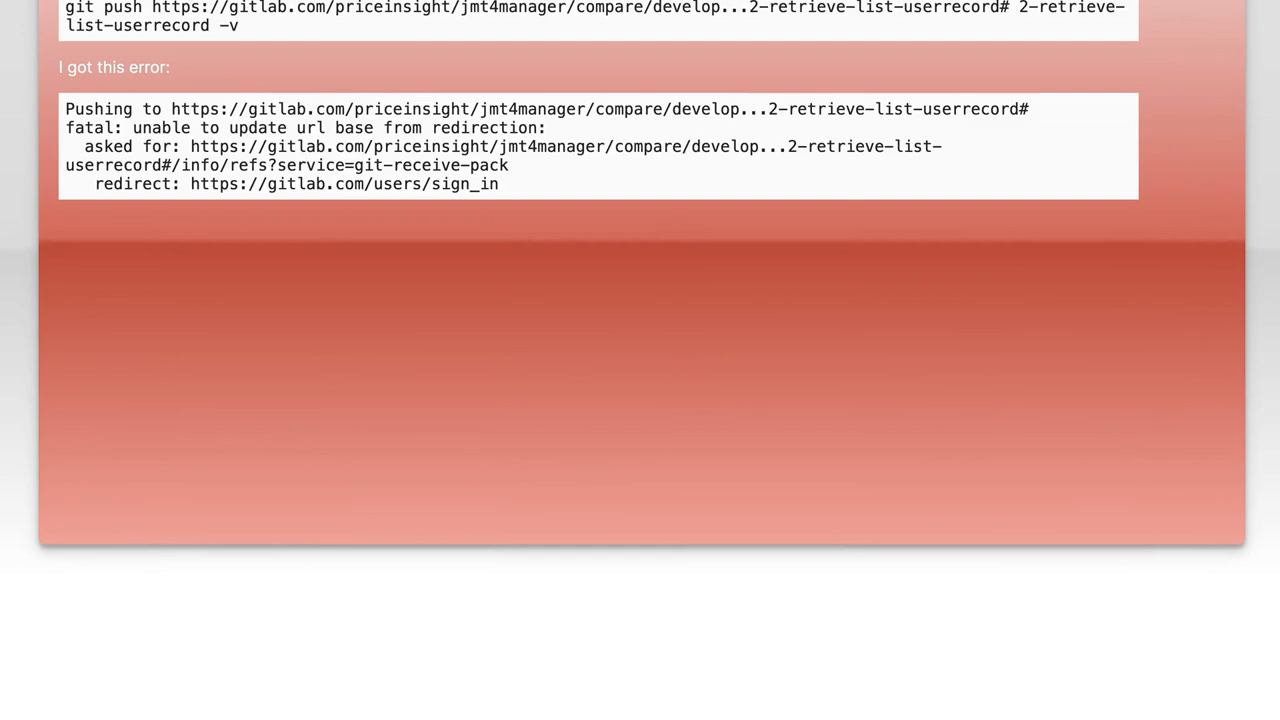 git push https://gitlab.com/priceinsight/jmt4manager/compare/develop...2-retrieve-list-userrecord# 2-retrieve-
list-userrecord -v
I got this error:
Pushing to https://gitlab.com/priceinsight/jmt4manager/compare/develop...2-retrieve-list-userrecord#
fatal: unable to update url base from redirection:
  asked for: https://gitlab.com/priceinsight/jmt4manager/compare/develop...2-retrieve-list-
userrecord#/info/refs?service=git-receive-pack
   redirect: https://gitlab.com/users/sign_in